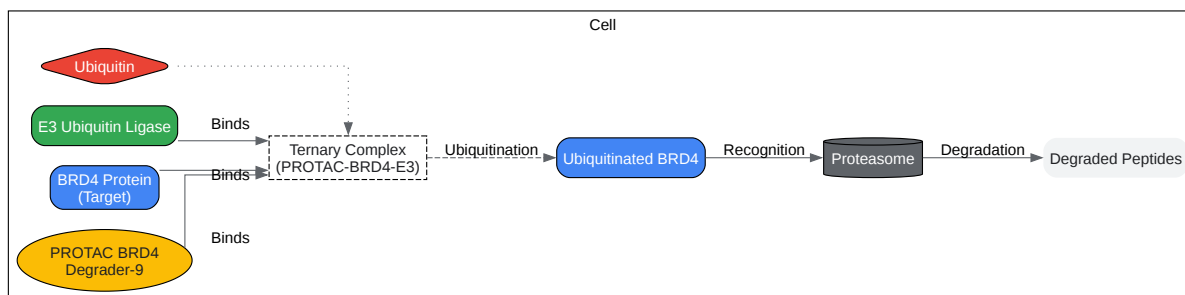 Cell
Ubiquitin
E3 Ubiquitin Ligase
Binds
BRD4 Protein
(Target)
Binds
PROTAC BRD4
Degrader-9
Binds
Ternary Complex
(PROTAC-BRD4-E3)
Ubiquitination
Ubiquitinated BRD4
Recognition
Proteasome
Degradation
Degraded Peptides